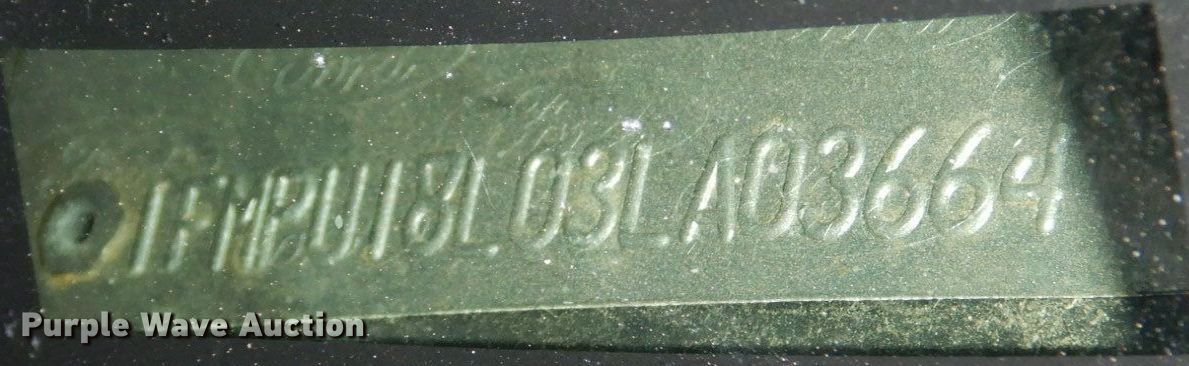 1FMPU18L03LA03664
Purple Wave Auction